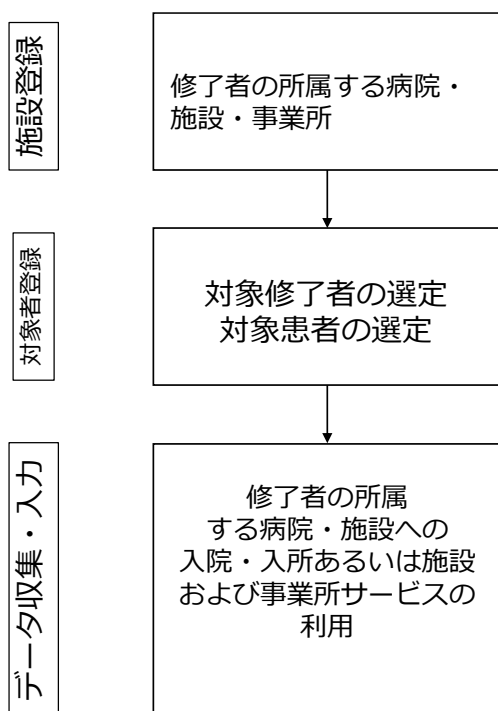 施設登録
修了者の所属する病院・
施設・事業所
対象者登録
対象修了者の選定
対象患者の選定
データ収集・入力
修了者の所属
する病院・施設への
入院・入所あるいは施設
および事業所サービスの
利用